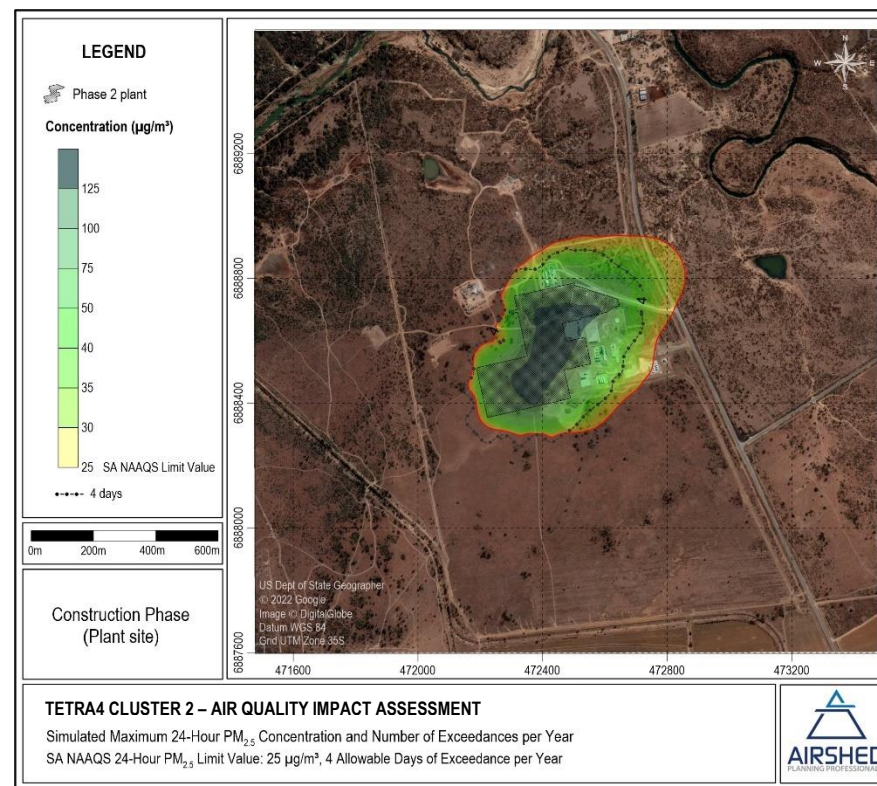 LEGEND
Phase 2 plant
Concentration (µg/m³)
125
100
75
50
40
35
30
25 SA NAAQS Limit Value
4 days
0m 200m 400m 600m
Construction Phase
(Plant site)
N
W E
S
6889200
6888800
6888400
6888000
6887600
4
4
US Dept of State Geographer
© 2022 Google
Image © DigitalGlobe
Datum WGS 84
Grid UTM Zone 35S
471600 472000 472400 472800 473200
TETRA4 CLUSTER 2 – AIR QUALITY IMPACT ASSESSMENT
Simulated Maximum 24-Hour PM2.5 Concentration and Number of Exceedances per Year
SA NAAQS 24-Hour PM2.5 Limit Value: 25 µg/m³, 4 Allowable Days of Exceedance per Year
AIRSHED
PLANNING PROFESSIONALS